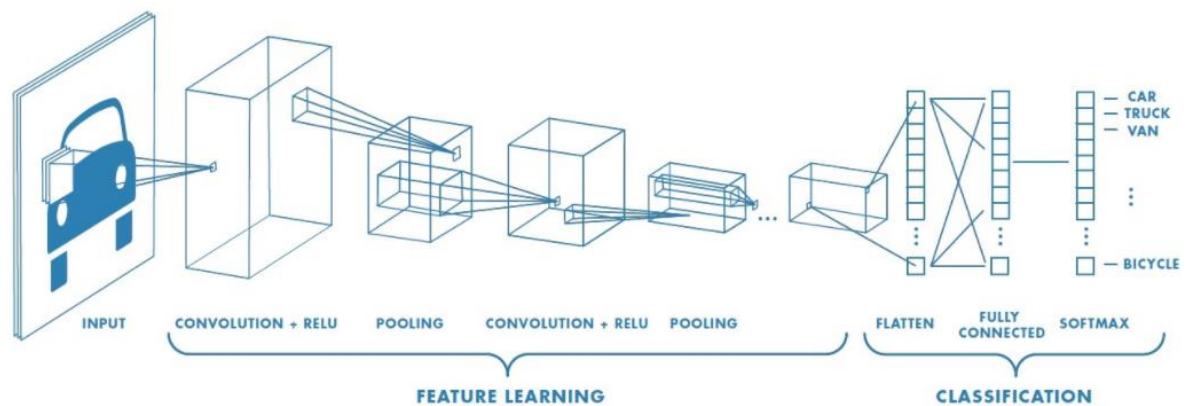 CAR
TRUCK
VAN
BICYCLE
INPUT
CONVOLUTION + RELU
POOLING
CONVOLUTION + RELU
POOLING
FLATTEN
FULLY
CONNECTED
SOFTMAX
FEATURE LEARNING
CLASSIFICATION